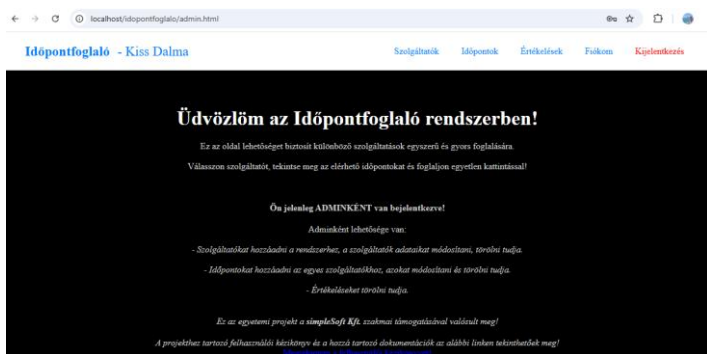 localhost/idopontfoglalo/admin.html
Időpontfoglaló - Kiss Dalma
Szolgáltatók Időpontok Értékelések Fiókom Kijelentkezés
Üdvözlöm az Időpontfoglaló rendszerben!
Ez az oldal lehetőséget biztosít különböző szolgáltatások egyszerű és gyors foglalására.
Válasszon szolgáltatót, tekintse meg az elérhető időpontokat és foglaljon egyetlen kattintással!
Ön jelenleg ADMINKÉNT van bejelentkezve!
Adminként lehetősége van:
- Szolgáltatókat hozzáadni a rendszerhez, a szolgáltatók adataikat módosítani, törölni tudja.
- Időpontokat hozzáadni az egyes szolgáltatókhoz, azokat módosítani és törölni tudja.
- Értékeléseket törölni tudja.
Ez az egyetemi projekt a simpleSoft Kft. szakmai támogatásával valósult meg!
A projekthez tartozó felhasználói kézikönyv és a hozzá tartozó dokumentációk az alábbi linken tekinthetőek meg!